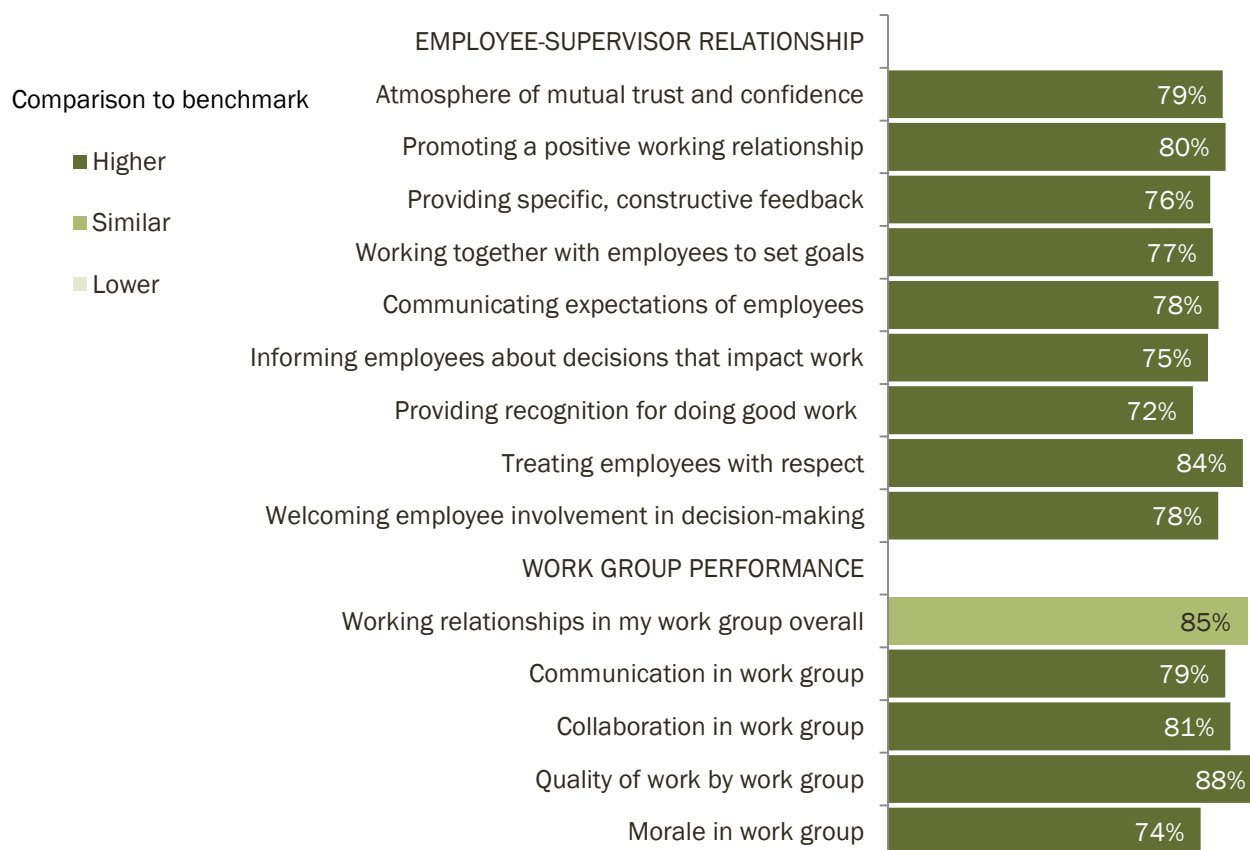 EMPLOYEE-SUPERVISOR RELATIONSHIP
Comparison to benchmark
Higher
Similar
Lower
Atmosphere of mutual trust and confidence 79%
Promoting a positive working relationship 80%
Providing specific, constructive feedback 76%
Working together with employees to set goals 77%
Communicating expectations of employees 78%
Informing employees about decisions that impact work 75%
Providing recognition for doing good work 72%
Treating employees with respect 84%
Welcoming employee involvement in decision-making 78%
WORK GROUP PERFORMANCE
Working relationships in my work group overall 85%
Communication in work group 79%
Collaboration in work group 81%
Quality of work by work group 88%
Morale in work group 74%